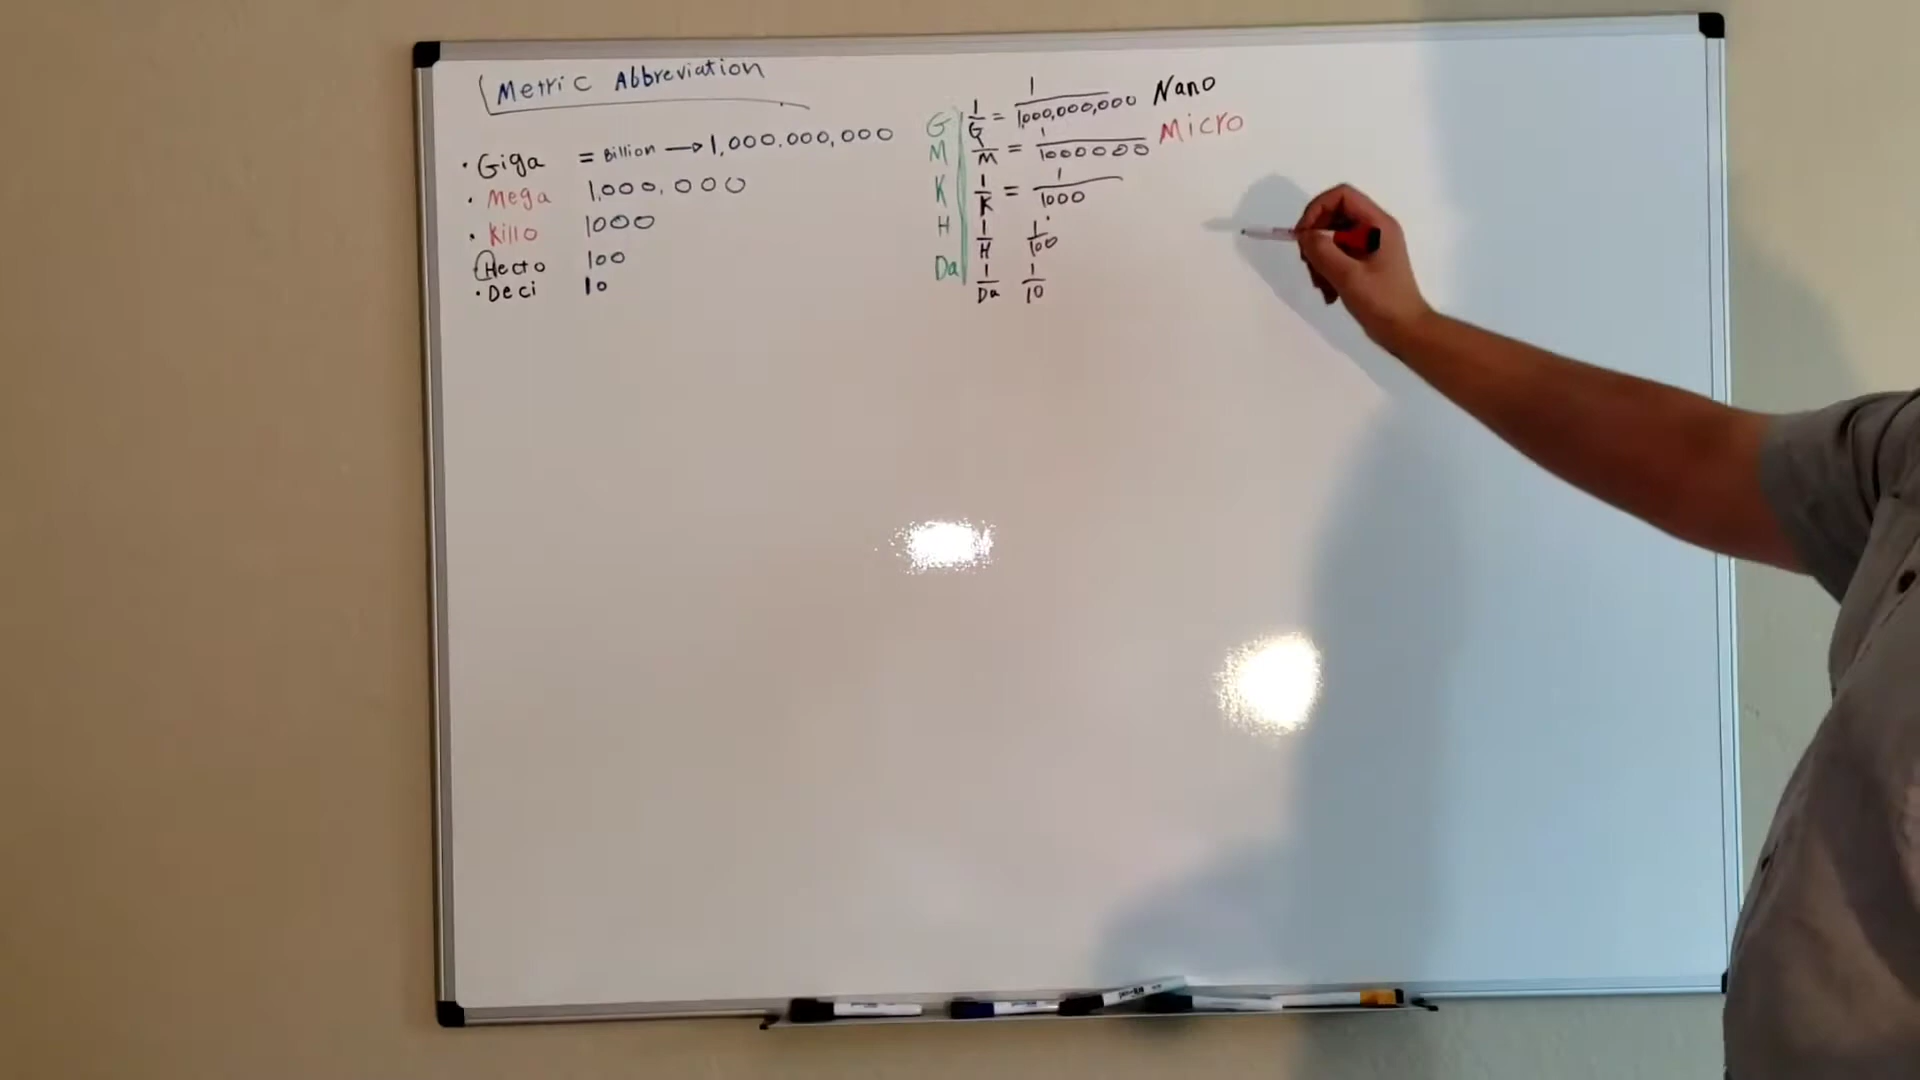 Metric Abbreviation
• Giga = Billion → 1,000,000,000
• Mega 1,000,000
• Killo 1000
Hecto 100
• Deci 10
G 1/G = 1/1,000,000,000 Nano
M 1/M = 1/1000000 Micro
K 1/K = 1/1000
H 1/H 1/100
Da 1/Da 1/10